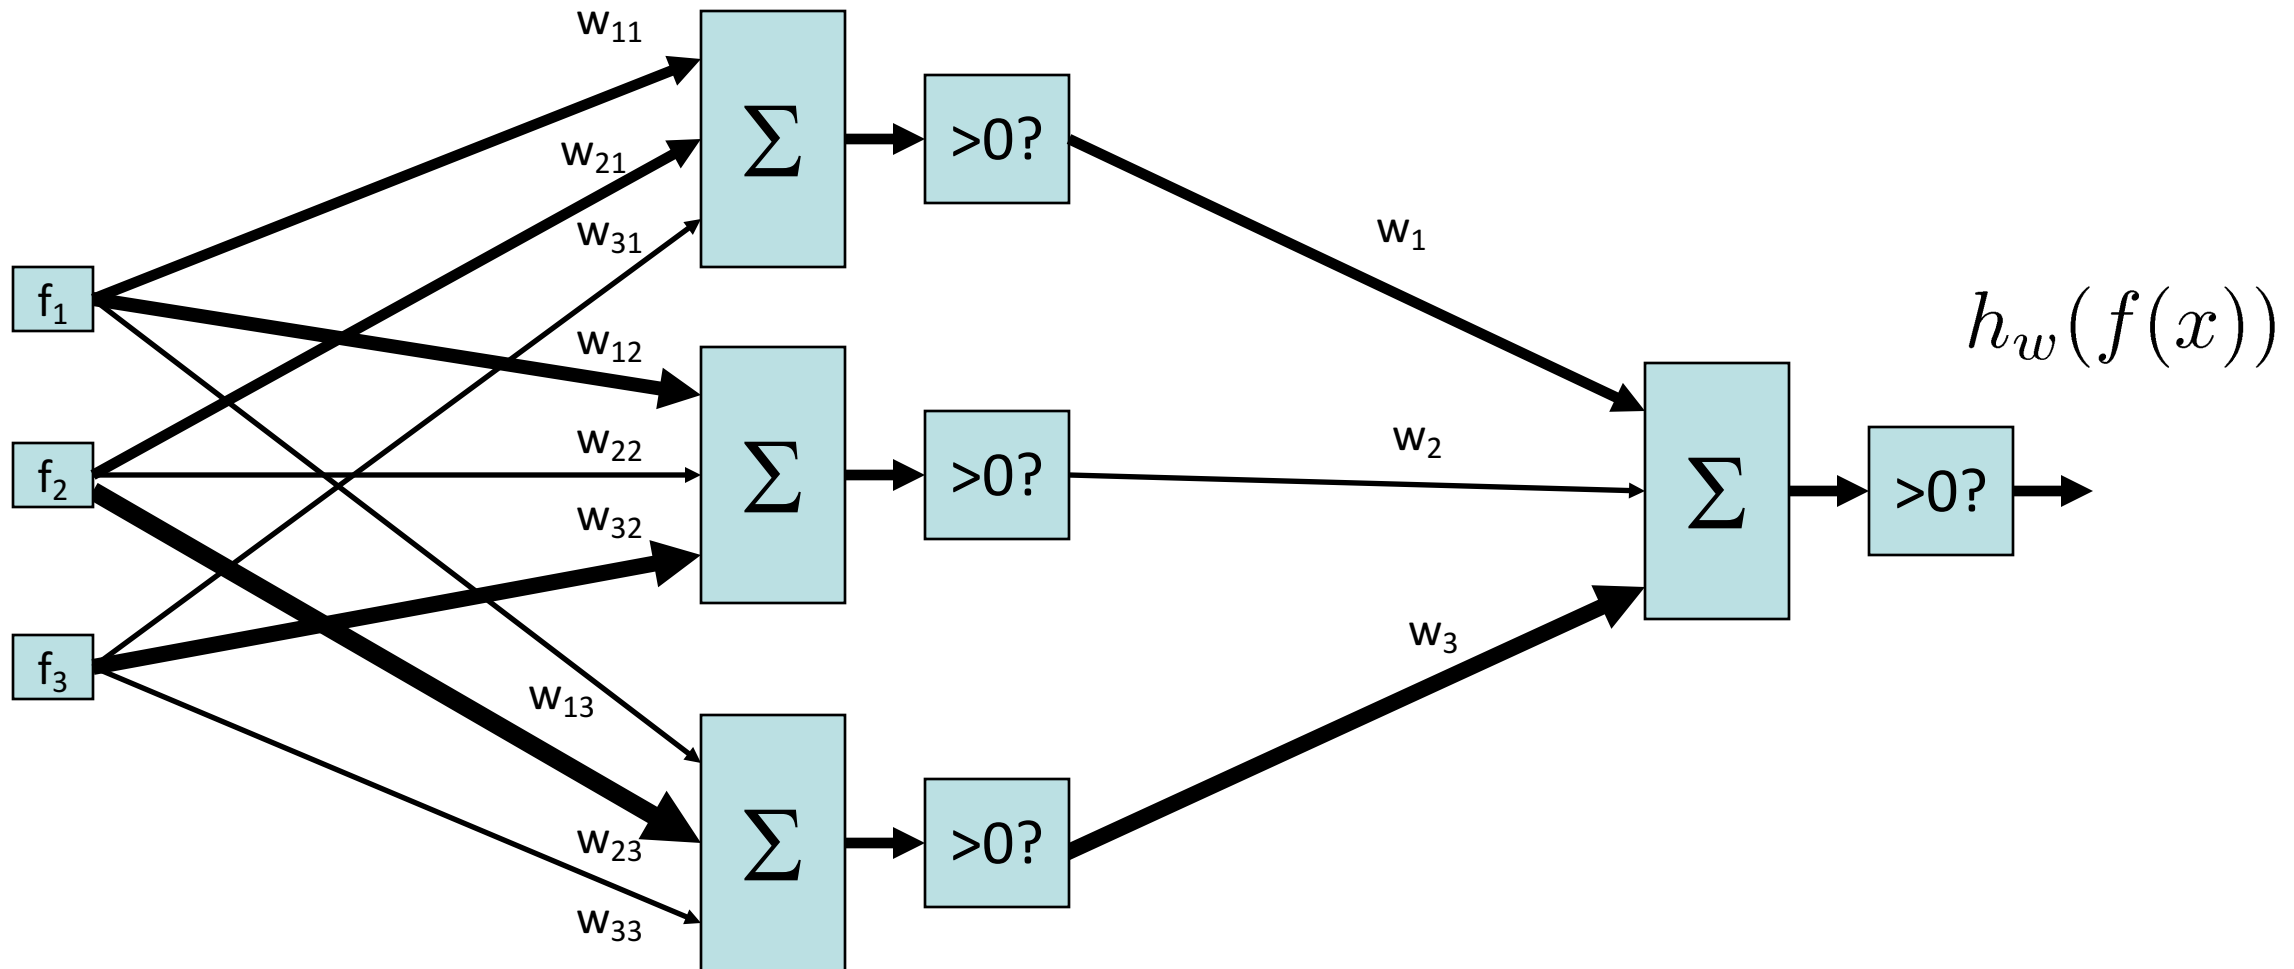 f₁
f₂
f₃
w₁₁
w₂₁
w₃₁
w₁₂
w₂₂
w₃₂
w₁₃
w₂₃
w₃₃
Σ
>0?
Σ
>0?
Σ
>0?
w₁
w₂
w₃
Σ
>0?
h_w(f(x))